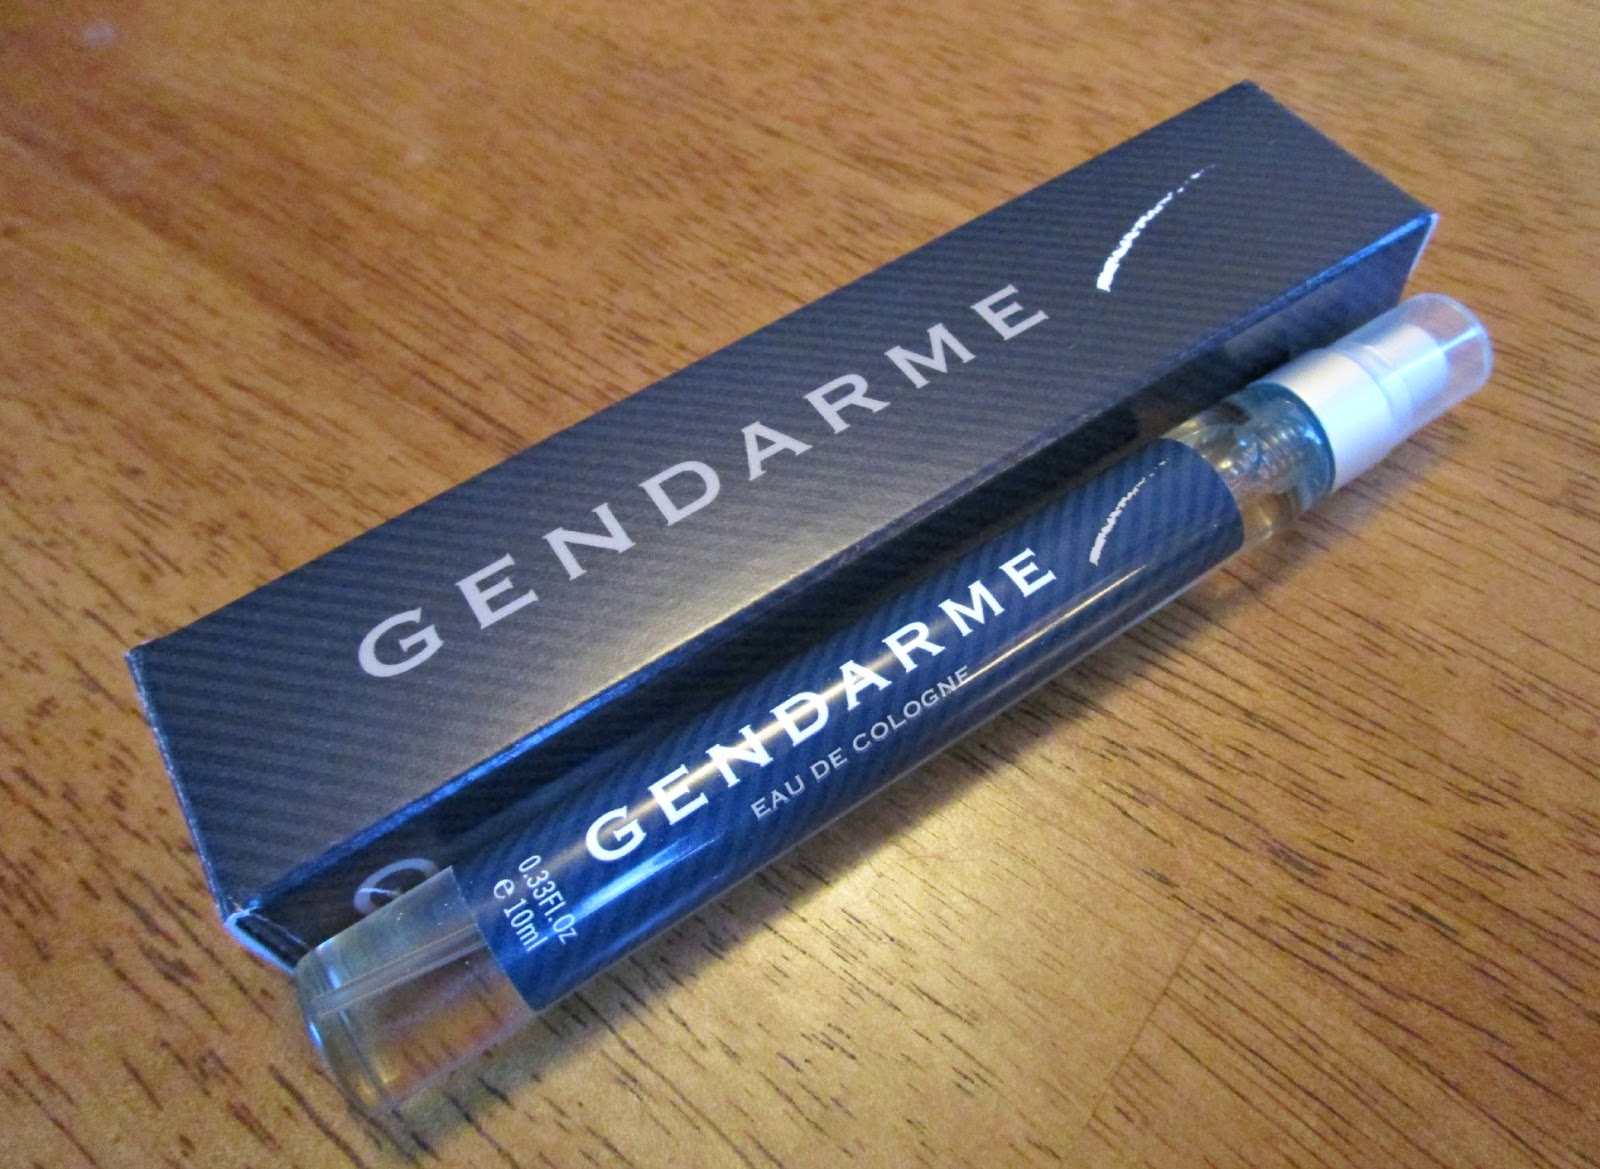 GENDARME
GENDARME
EAU DE COLOGNE
0.33Fl.Oz
e 10ml